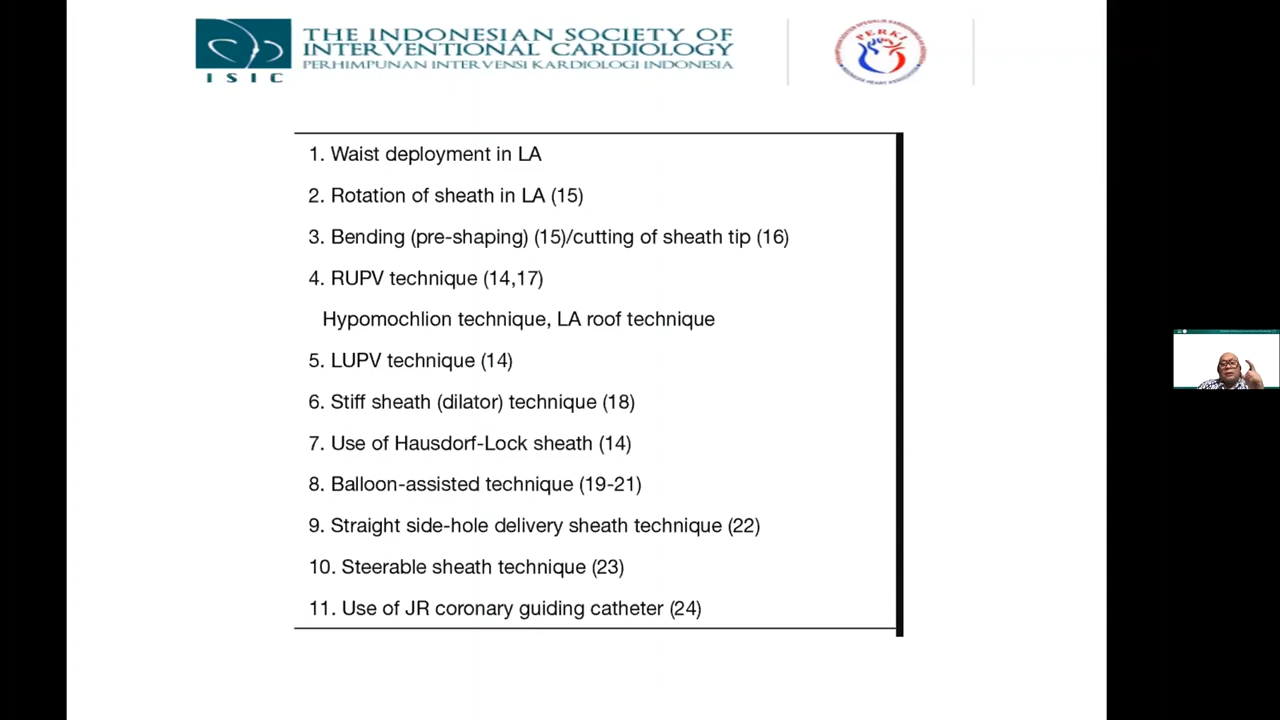 THE INDONESIAN SOCIETY OF
INTERVENTIONAL CARDIOLOGY
PERHIMPUNAN INTERVENSI KARDIOLOGI INDONESIA
ISIC
PERKI
1. Waist deployment in LA
2. Rotation of sheath in LA (15)
3. Bending (pre-shaping) (15)/cutting of sheath tip (16)
4. RUPV technique (14,17)
Hypomochlion technique, LA roof technique
5. LUPV technique (14)
6. Stiff sheath (dilator) technique (18)
7. Use of Hausdorf-Lock sheath (14)
8. Balloon-assisted technique (19-21)
9. Straight side-hole delivery sheath technique (22)
10. Steerable sheath technique (23)
11. Use of JR coronary guiding catheter (24)